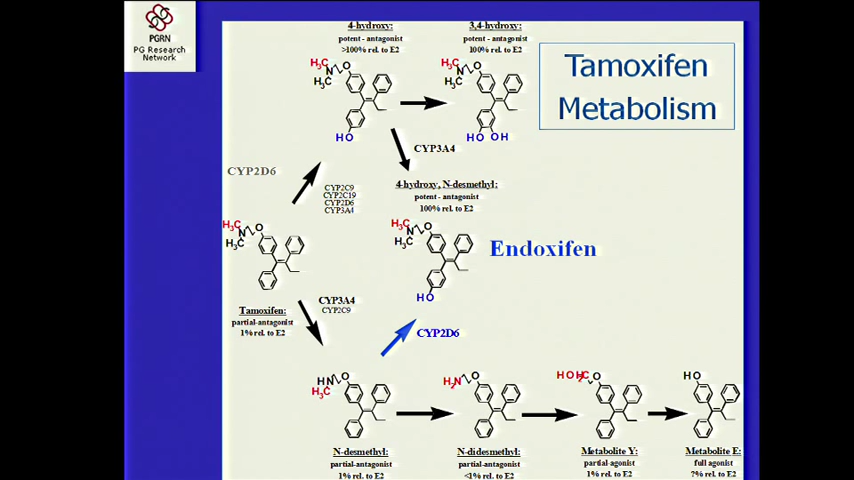 PGRN
PG Research
Network
Tamoxifen
Metabolism
4-hydroxy:
potent - antagonist
>100% rel. to E2
3,4-hydroxy:
potent - antagonist
100% rel. to E2
H3C
N
O
H3C
HO
H3C
N
O
H3C
HO OH
CYP3A4
CYP2D6
CYP2C9
CYP2C19
CYP2D6
CYP3A4
4-hydroxy, N-desmethyl:
potent - antagonist
100% rel. to E2
H3C
N
O
H3C
H3C
N
O
H3C
HO
Endoxifen
Tamoxifen:
partial-antagonist
1% rel. to E2
CYP3A4
CYP2C9
CYP2D6
HN
O
H3C
H2N
O
HOH2C
O
HO
N-desmethyl:
partial-antagonist
1% rel. to E2
N-didesmethyl:
partial-antagonist
<1% rel. to E2
Metabolite Y:
partial-agonist
1% rel. to E2
Metabolite E:
full agonist
?% rel. to E2